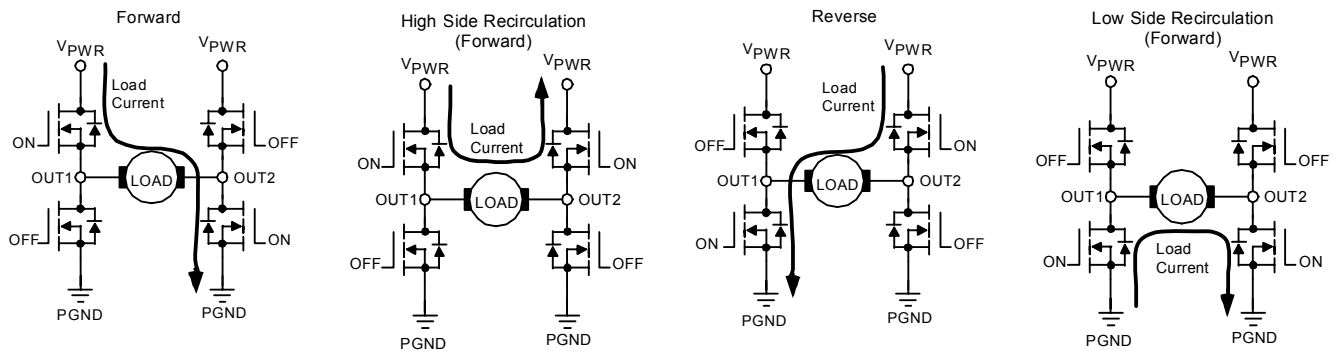 Forward
VPWR
VPWR
Load
Current
ON
OFF
OUT1
LOAD
OUT2
OFF
ON
PGND
PGND
High Side Recirculation
(Forward)
VPWR
VPWR
Load
Current
ON
ON
OUT1
LOAD
OUT2
OFF
OFF
PGND
PGND
Reverse
VPWR
VPWR
Load
Current
OFF
ON
OUT1
LOAD
OUT2
ON
OFF
PGND
PGND
Low Side Recirculation
(Forward)
VPWR
VPWR
OFF
OFF
OUT1
LOAD
OUT2
Load
Current
ON
ON
PGND
PGND